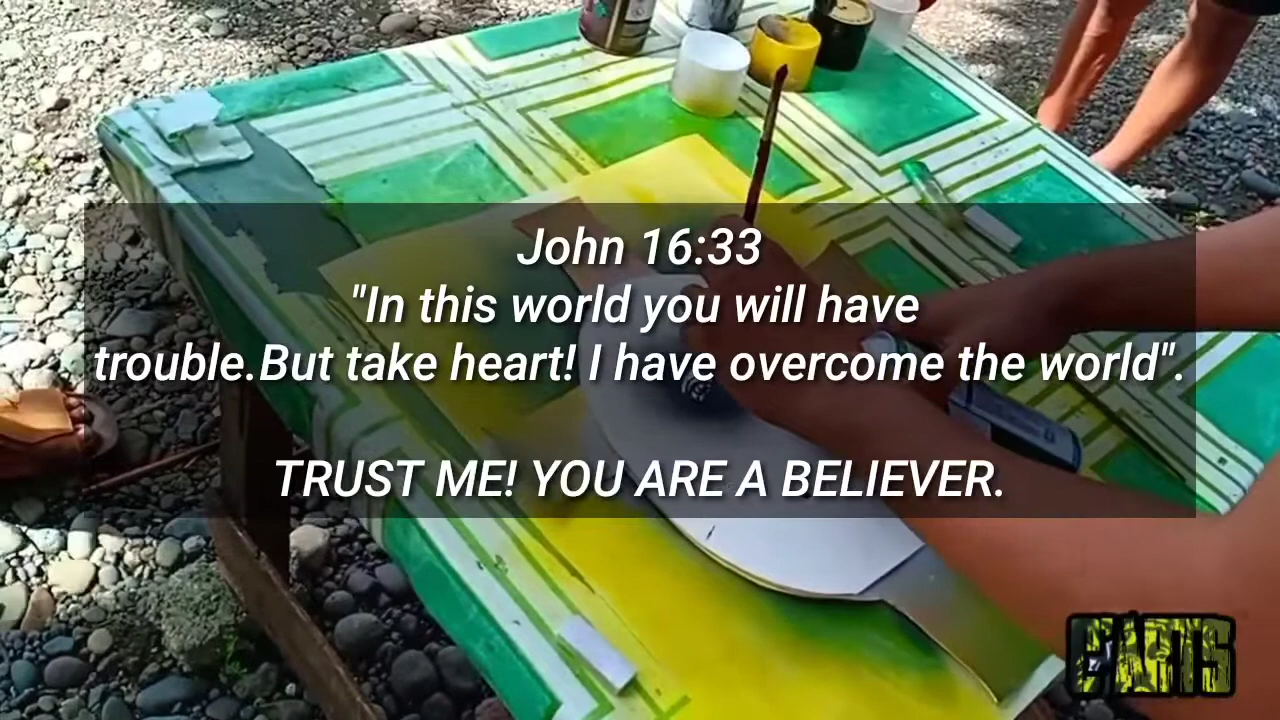 John 16:33
"In this world you will have
trouble.But take heart! I have overcome the world".
TRUST ME! YOU ARE A BELIEVER.
E'ARTS